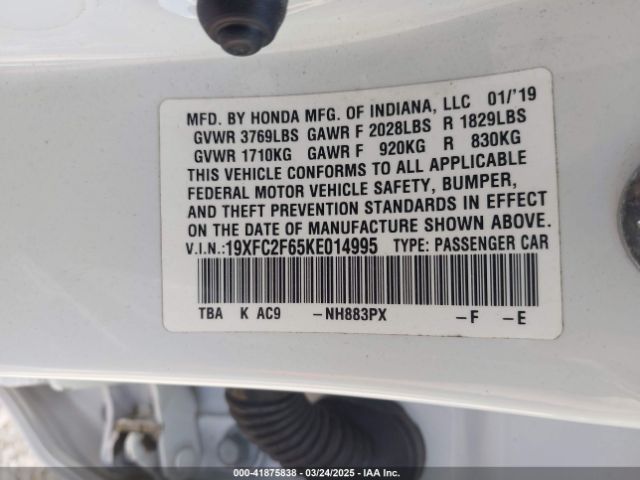 MFD. BY HONDA MFG. OF INDIANA, LLC 01/'19
GVWR 3769LBS GAWR F 2028LBS R 1829LBS
GVWR 1710KG GAWR F 920KG R 830KG
THIS VEHICLE CONFORMS TO ALL APPLICABLE
FEDERAL MOTOR VEHICLE SAFETY, BUMPER,
AND THEFT PREVENTION STANDARDS IN EFFECT
ON THE DATE OF MANUFACTURE SHOWN ABOVE.
V.I.N.:19XFC2F65KE014995 TYPE: PASSENGER CAR
TBA K AC9 –NH883PX –F –E
000-41875838 - 03/24/2025 - IAA Inc.